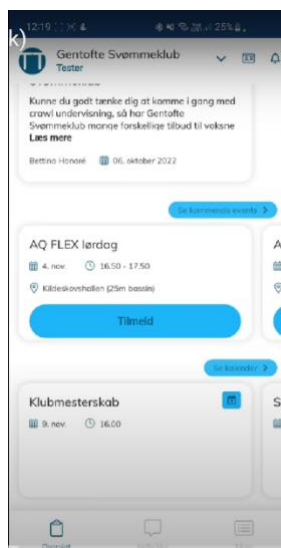 12:19
25%
k)
Gentofte Svømmeklub
Tester
Kunne du godt tænke dig at komme i gang med
crawl undervisning, så har Gentofte
Svømmeklub mange forskellige tilbud til voksne
Læs mere
Bettina Honoré 06. oktober 2022
Se kommende events
AQ FLEX lørdag
4. nov. 16.50 - 17.50
Kildeskovshallen (25m bassin)
Tilmeld
Se kalender
Klubmesterskab
9. nov. 16.00